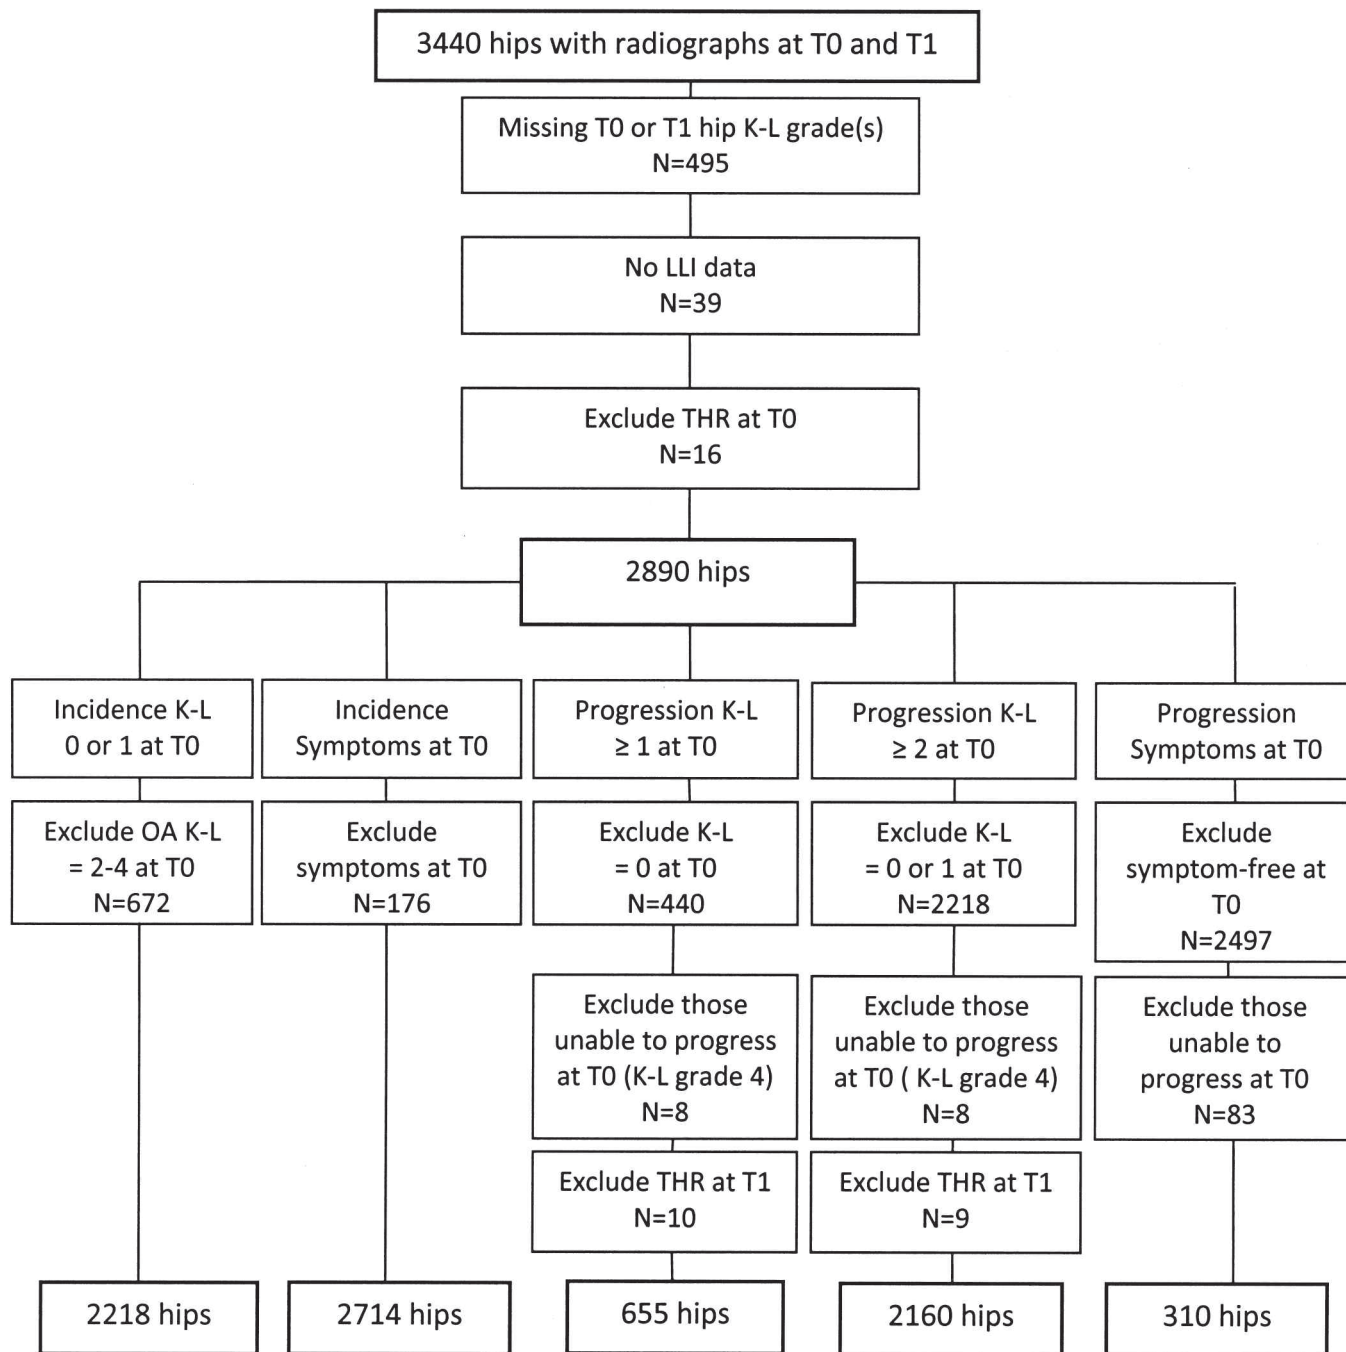 3440 hips with radiographs at T0 and T1
Missing T0 or T1 hip K-L grade(s)
N=495
No LLI data
N=39
Exclude THR at T0
N=16
2890 hips
Incidence K-L
0 or 1 at T0
Incidence
Symptoms at T0
Progression K-L
≥ 1 at T0
Progression K-L
≥ 2 at T0
Progression
Symptoms at T0
Exclude OA K-L
= 2-4 at T0
N=672
Exclude
symptoms at T0
N=176
Exclude K-L
= 0 at T0
N=440
Exclude K-L
= 0 or 1 at T0
N=2218
Exclude
symptom-free at
T0
N=2497
Exclude those
unable to progress
at T0 (K-L grade 4)
N=8
Exclude those
unable to progress
at T0 ( K-L grade 4)
N=8
Exclude those
unable to
progress at T0
N=83
Exclude THR at T1
N=10
Exclude THR at T1
N=9
2218 hips
2714 hips
655 hips
2160 hips
310 hips